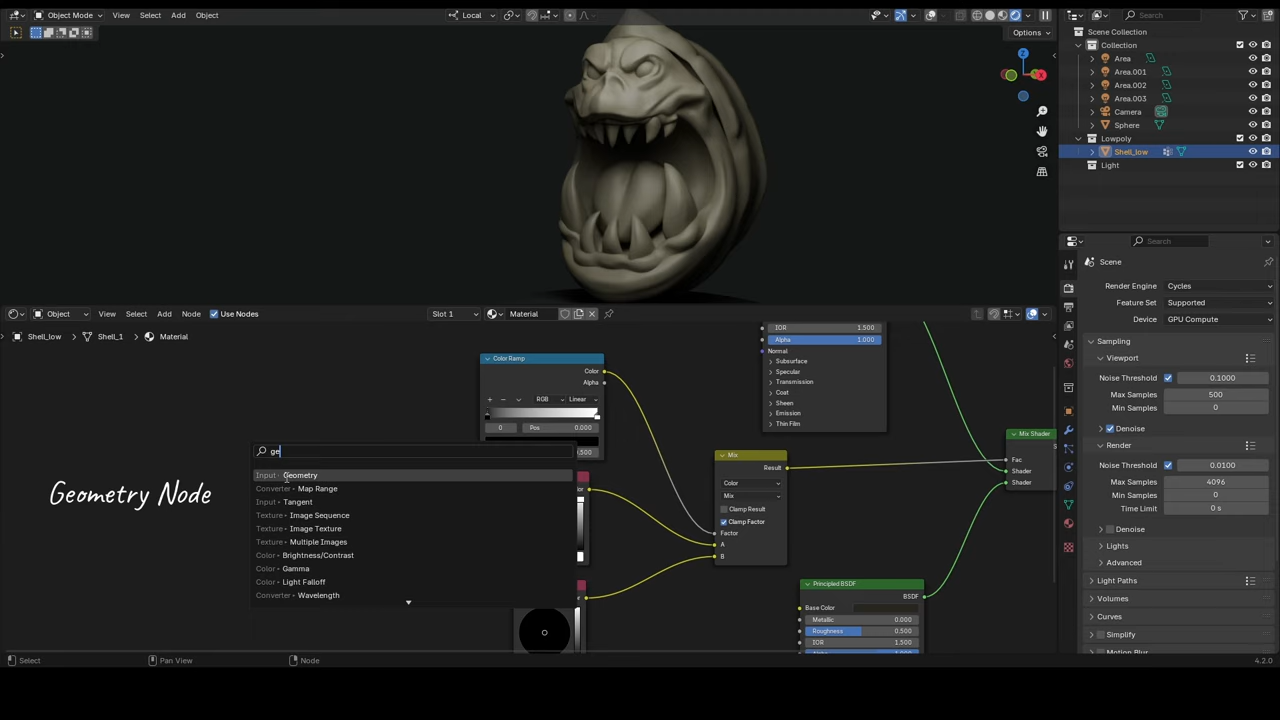 Object Mode
View
Select
Add
Object
Local
Options
Search
Scene Collection
Collection
Area
Area.001
Area.002
Area.003
Camera
Sphere
Lowpoly
Shell_low
Light
Z
X
Search
Scene
Render Engine Cycles
Feature Set Supported
Device GPU Compute
Sampling
Viewport
Noise Threshold 0.1000
Max Samples 500
Min Samples 0
Denoise
Render
Noise Threshold 0.0100
Max Samples 4096
Min Samples 0
Time Limit 0 s
Denoise
Lights
Advanced
Light Paths
Volumes
Curves
Simplify
Motion Blur
Object
View
Select
Add
Node
Use Nodes
Slot 1
Material
Shell_low
Shell_1
Material
Geometry Node
Color Ramp
Color
Alpha
RGB
Linear
0
Pos 0.000
ge
Input Geometry
Converter Map Range
Input Tangent
Texture Image Sequence
Texture Image Texture
Texture Multiple Images
Color Brightness/Contrast
Color Gamma
Color Light Falloff
Converter Wavelength
Mix
Result
Color
Mix
Clamp Result
Clamp Factor
Factor
A
B
IOR 1.500
Alpha 1.000
Normal
Subsurface
Specular
Transmission
Coat
Sheen
Emission
Thin Film
Mix Shader
Fac
Shader
Shader
Principled BSDF
BSDF
Base Color
Metallic 0.000
Roughness 0.500
IOR 1.500
Select
Pan View
Node
4.2.0